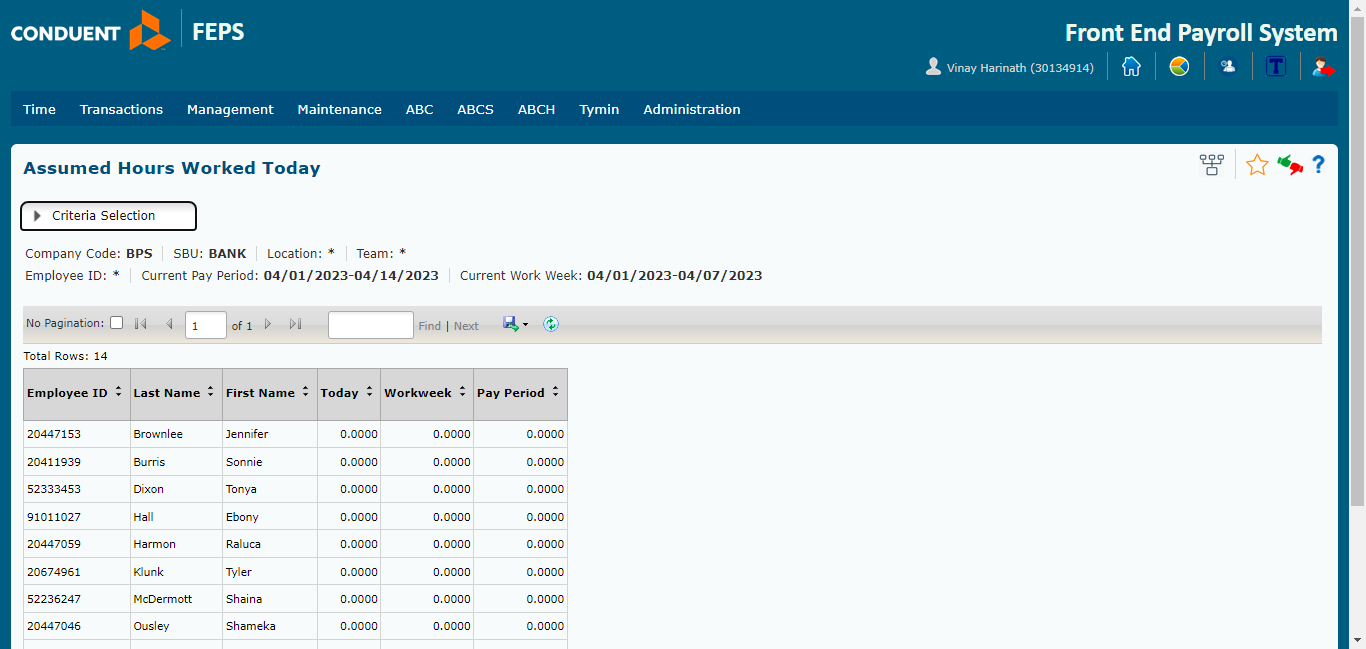 CONDUENT FEPS
Front End Payroll System
Vinay Harinath (30134914)
T
Time Transactions Management Maintenance ABC ABCS ABCH Tymin Administration
Assumed Hours Worked Today
?
Criteria Selection
Company Code: BPS SBU: BANK Location: * Team: *
Employee ID: * Current Pay Period: 04/01/2023-04/14/2023 Current Work Week: 04/01/2023-04/07/2023
No Pagination: 1 of 1 Find | Next
Total Rows: 14
Employee ID Last Name First Name Today Workweek Pay Period
20447153 Brownlee Jennifer 0.0000 0.0000 0.0000
20411939 Burris Sonnie 0.0000 0.0000 0.0000
52333453 Dixon Tonya 0.0000 0.0000 0.0000
91011027 Hall Ebony 0.0000 0.0000 0.0000
20447059 Harmon Raluca 0.0000 0.0000 0.0000
20674961 Klunk Tyler 0.0000 0.0000 0.0000
52236247 McDermott Shaina 0.0000 0.0000 0.0000
20447046 Ousley Shameka 0.0000 0.0000 0.0000